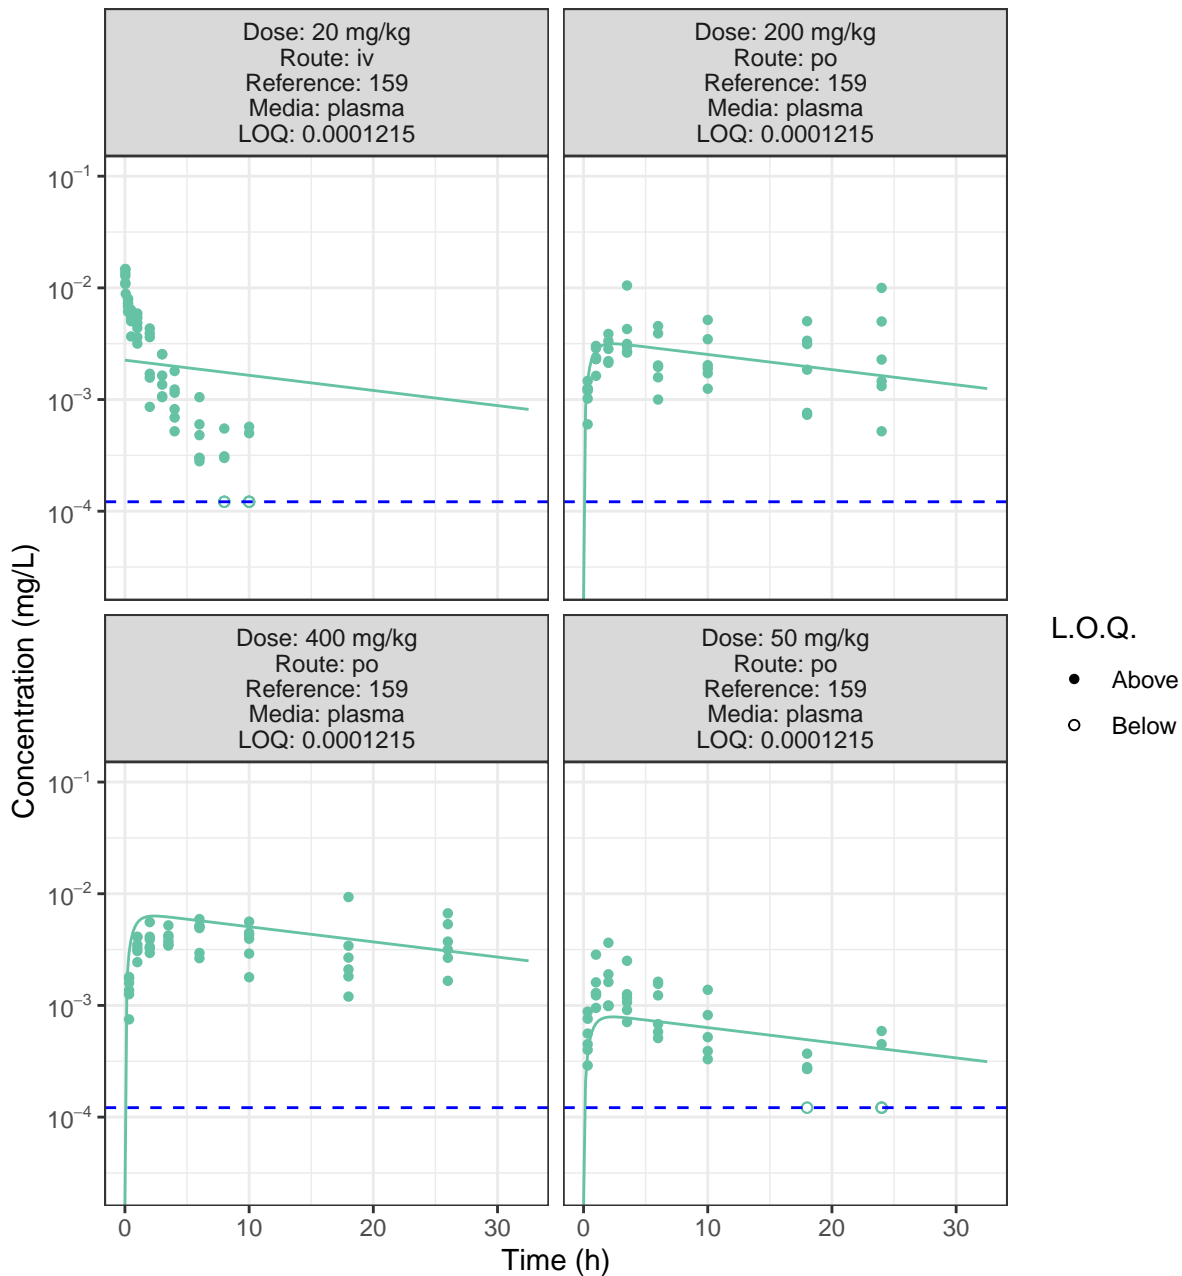 Dose: 20 mg/kg
Route: iv
Reference: 159
Media: plasma
LOQ: 0.0001215
Dose: 200 mg/kg
Route: po
Reference: 159
Media: plasma
LOQ: 0.0001215
10⁻¹
10⁻²
10⁻³
10⁻⁴
Concentration (mg/L)
Dose: 400 mg/kg
Route: po
Reference: 159
Media: plasma
LOQ: 0.0001215
Dose: 50 mg/kg
Route: po
Reference: 159
Media: plasma
LOQ: 0.0001215
10⁻¹
10⁻²
10⁻³
10⁻⁴
0 10 20 30
0 10 20 30
Time (h)
L.O.Q.
Above
Below